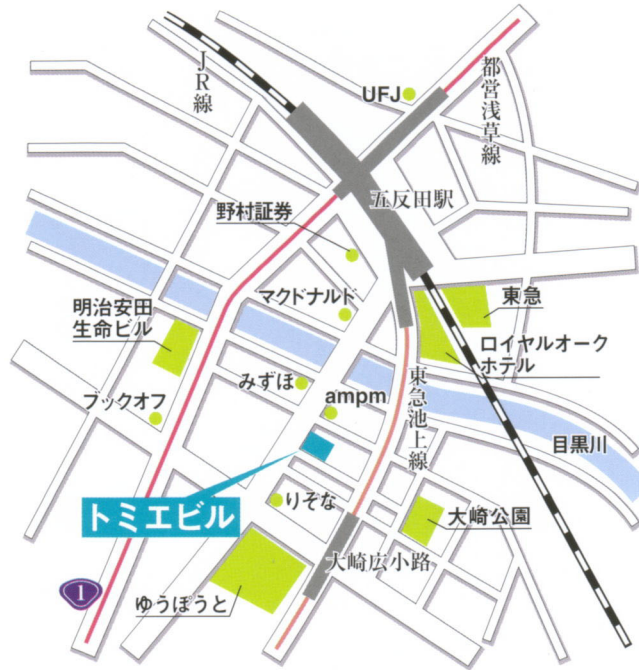 JR線
UFJ
都営浅草線
五反田駅
野村証券
マクドナルド
東急
明治安田
生命ビル
ロイヤルオーク
ホテル
みずほ
ampm
東急池上線
ブックオフ
目黒川
トミエビル
りぞな
大崎公園
大崎広小路
1
ゆうぽうと